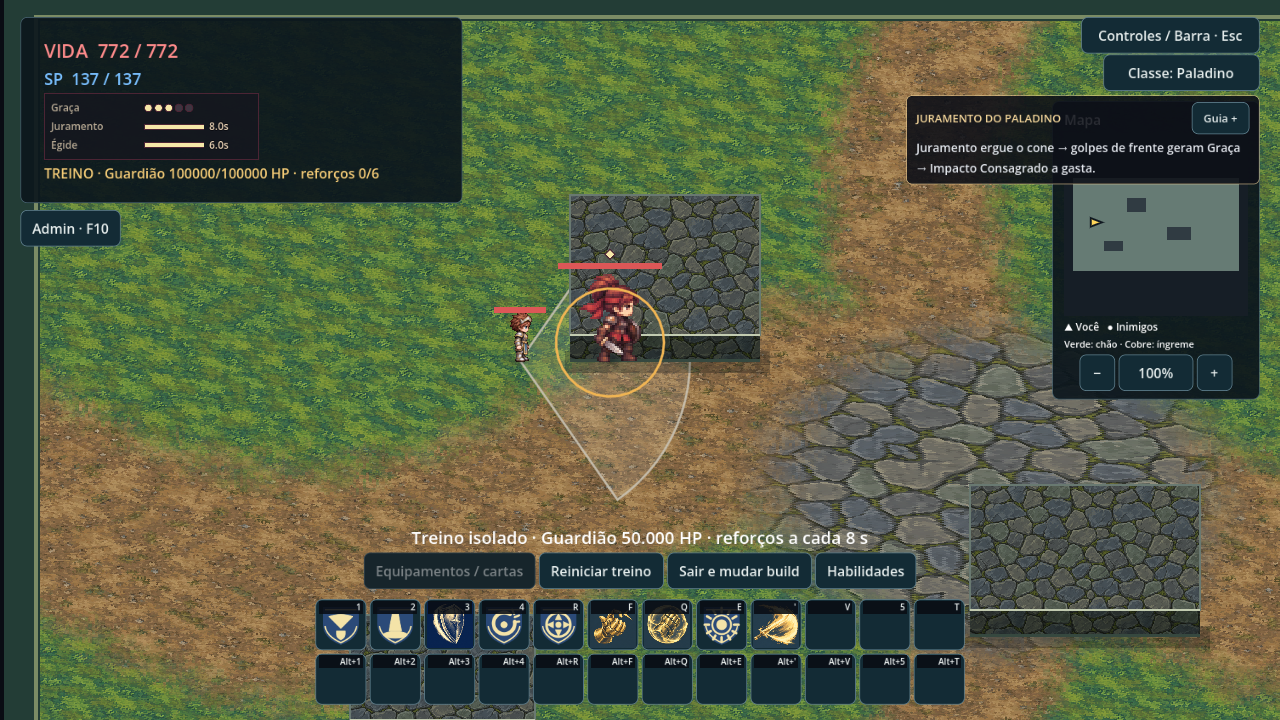 VIDA 772 / 772
SP 137 / 137
Graça
Juramento 8.0s
Égide 6.0s
TREINO · Guardião 100000/100000 HP · reforços 0/6
Admin · F10
Controles / Barra · Esc
Classe: Paladino
JURAMENTO DO PALADINO
Mapa
Guia +
Juramento ergue o cone → golpes de frente geram Graça
→ Impacto Consagrado a gasta.
▲ Você ● Inimigos
Verde: chão · Cobre: íngreme
− 100% +
Treino isolado · Guardião 50.000 HP · reforços a cada 8 s
Equipamentos / cartas
Reiniciar treino
Sair e mudar build
Habilidades
1 2 3 4 R F Q E ' V 5 T
Alt+1 Alt+2 Alt+3 Alt+4 Alt+R Alt+F Alt+Q Alt+E Alt+' Alt+V Alt+5 Alt+T